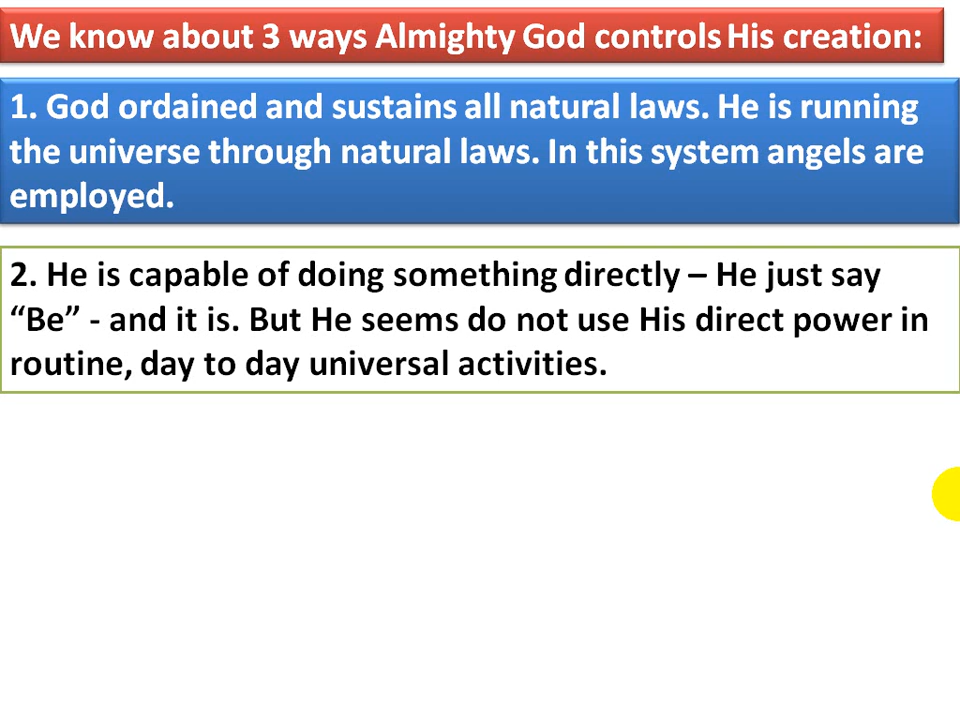 We know about 3 ways Almighty God controls His creation:
1. God ordained and sustains all natural laws. He is running
the universe through natural laws. In this system angels are
employed.
2. He is capable of doing something directly – He just say
“Be” - and it is. But He seems do not use His direct power in
routine, day to day universal activities.